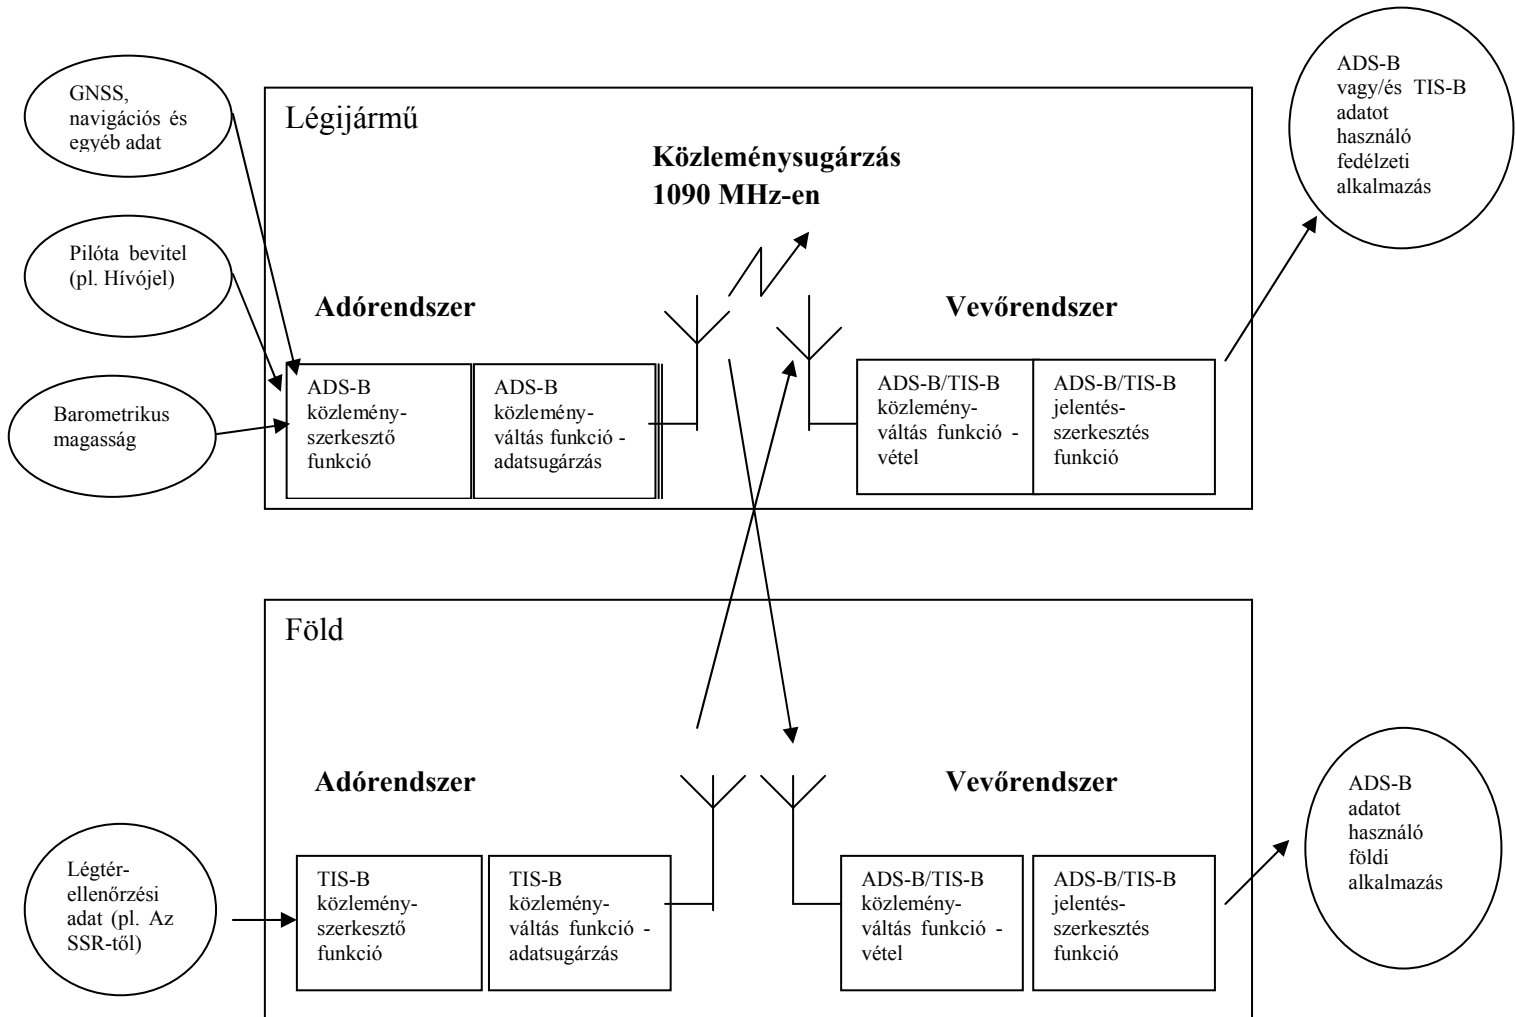 GNSS,
navigációs és
egyéb adat
Légijármű
Közleménysugárzás
1090 MHz-en
ADS-B
vagy/és TIS-B
adatot
használó
fedélzeti
alkalmazás
Pilóta bevitel
(pl. Hívójel)
Adórendszer
Vevőrendszer
Barometrikus
magasság
ADS-B
közlemény-
szerkesztő
funkció
ADS-B
közlemény-
váltás funkció -
adatsugárzás
ADS-B/TIS-B
közlemény-
váltás funkció -
vétel
ADS-B/TIS-B
jelentés-
szerkesztés
funkció
Föld
Adórendszer
Vevőrendszer
Légtér-
ellenőrzési
adat (pl. Az
SSR-től)
TIS-B
közlemény-
szerkesztő
funkció
TIS-B
közlemény-
váltás funkció -
adatsugárzás
ADS-B/TIS-B
közlemény-
váltás funkció -
vétel
ADS-B/TIS-B
jelentés-
szerkesztés
funkció
ADS-B
adatot
használó
földi
alkalmazás